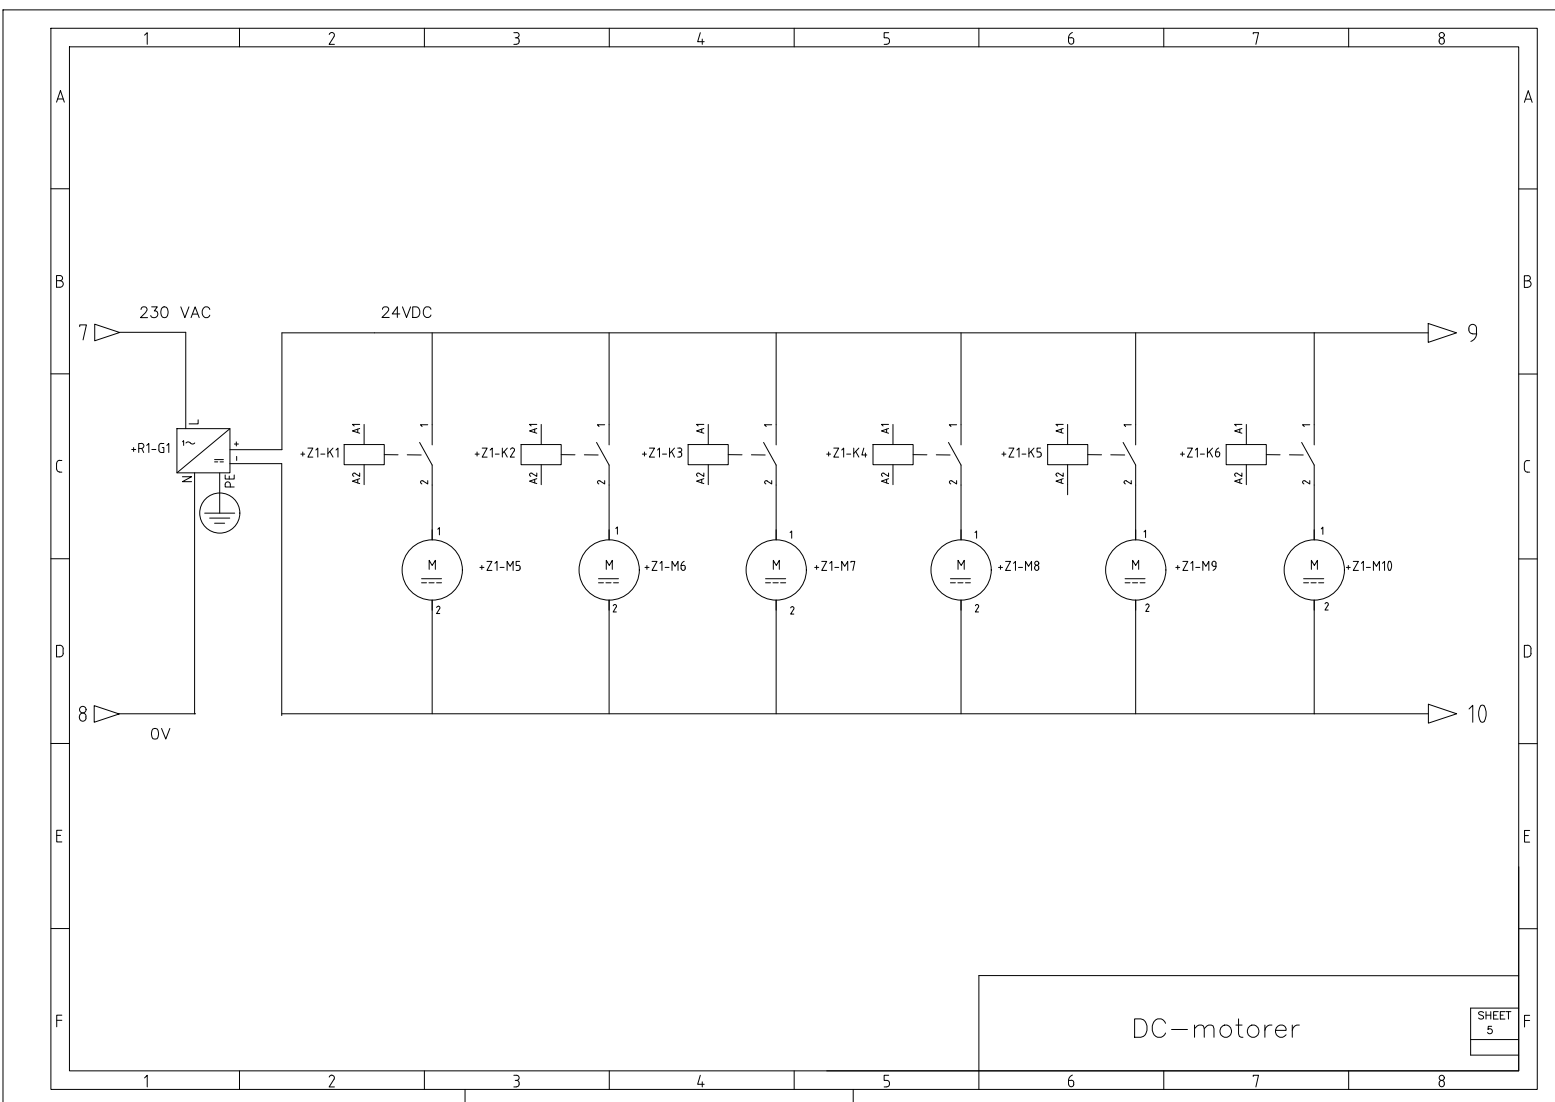 1 2 3 4 5 6 7 8
A A
B B
230 VAC 24VDC
7 9
A1 1 A1 1 A1 1 A1 1 A1 1 A1 1
L
+R1-G1 1~ + - +Z1-K1 +Z1-K2 +Z1-K3 +Z1-K4 +Z1-K5 +Z1-K6
C C
N PE A2 2 A2 2 A2 2 A2 2 A2 2 A2 2
1 1 1 1 1 1
M +Z1-M5 M +Z1-M6 M +Z1-M7 M +Z1-M8 M +Z1-M9 M +Z1-M10
2 2 2 2 2 2
D D
8 10
0V
E E
F F
DC-motorer
SHEET
5
1 2 3 4 5 6 7 8